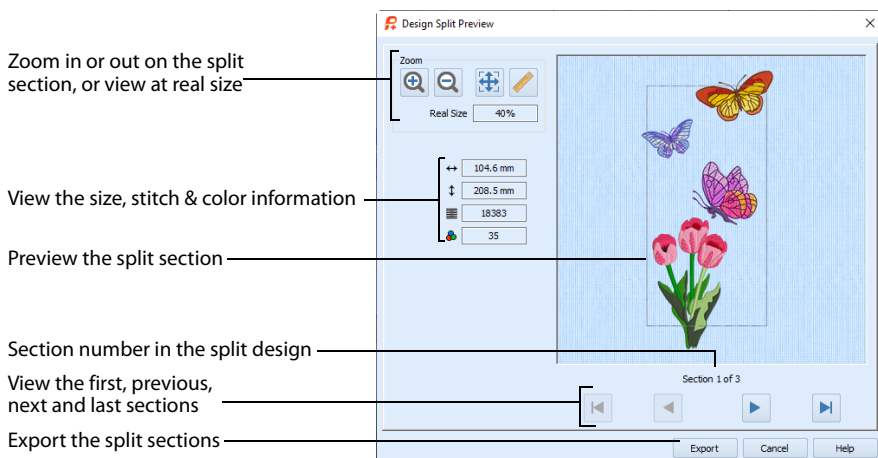 Design Split Preview
Zoom in or out on the split
section, or view at real size
Zoom
Real Size 40%
View the size, stitch & color information
104.6 mm
208.5 mm
18383
35
Preview the split section
Section number in the split design
Section 1 of 3
View the first, previous,
next and last sections
Export the split sections
Export Cancel Help